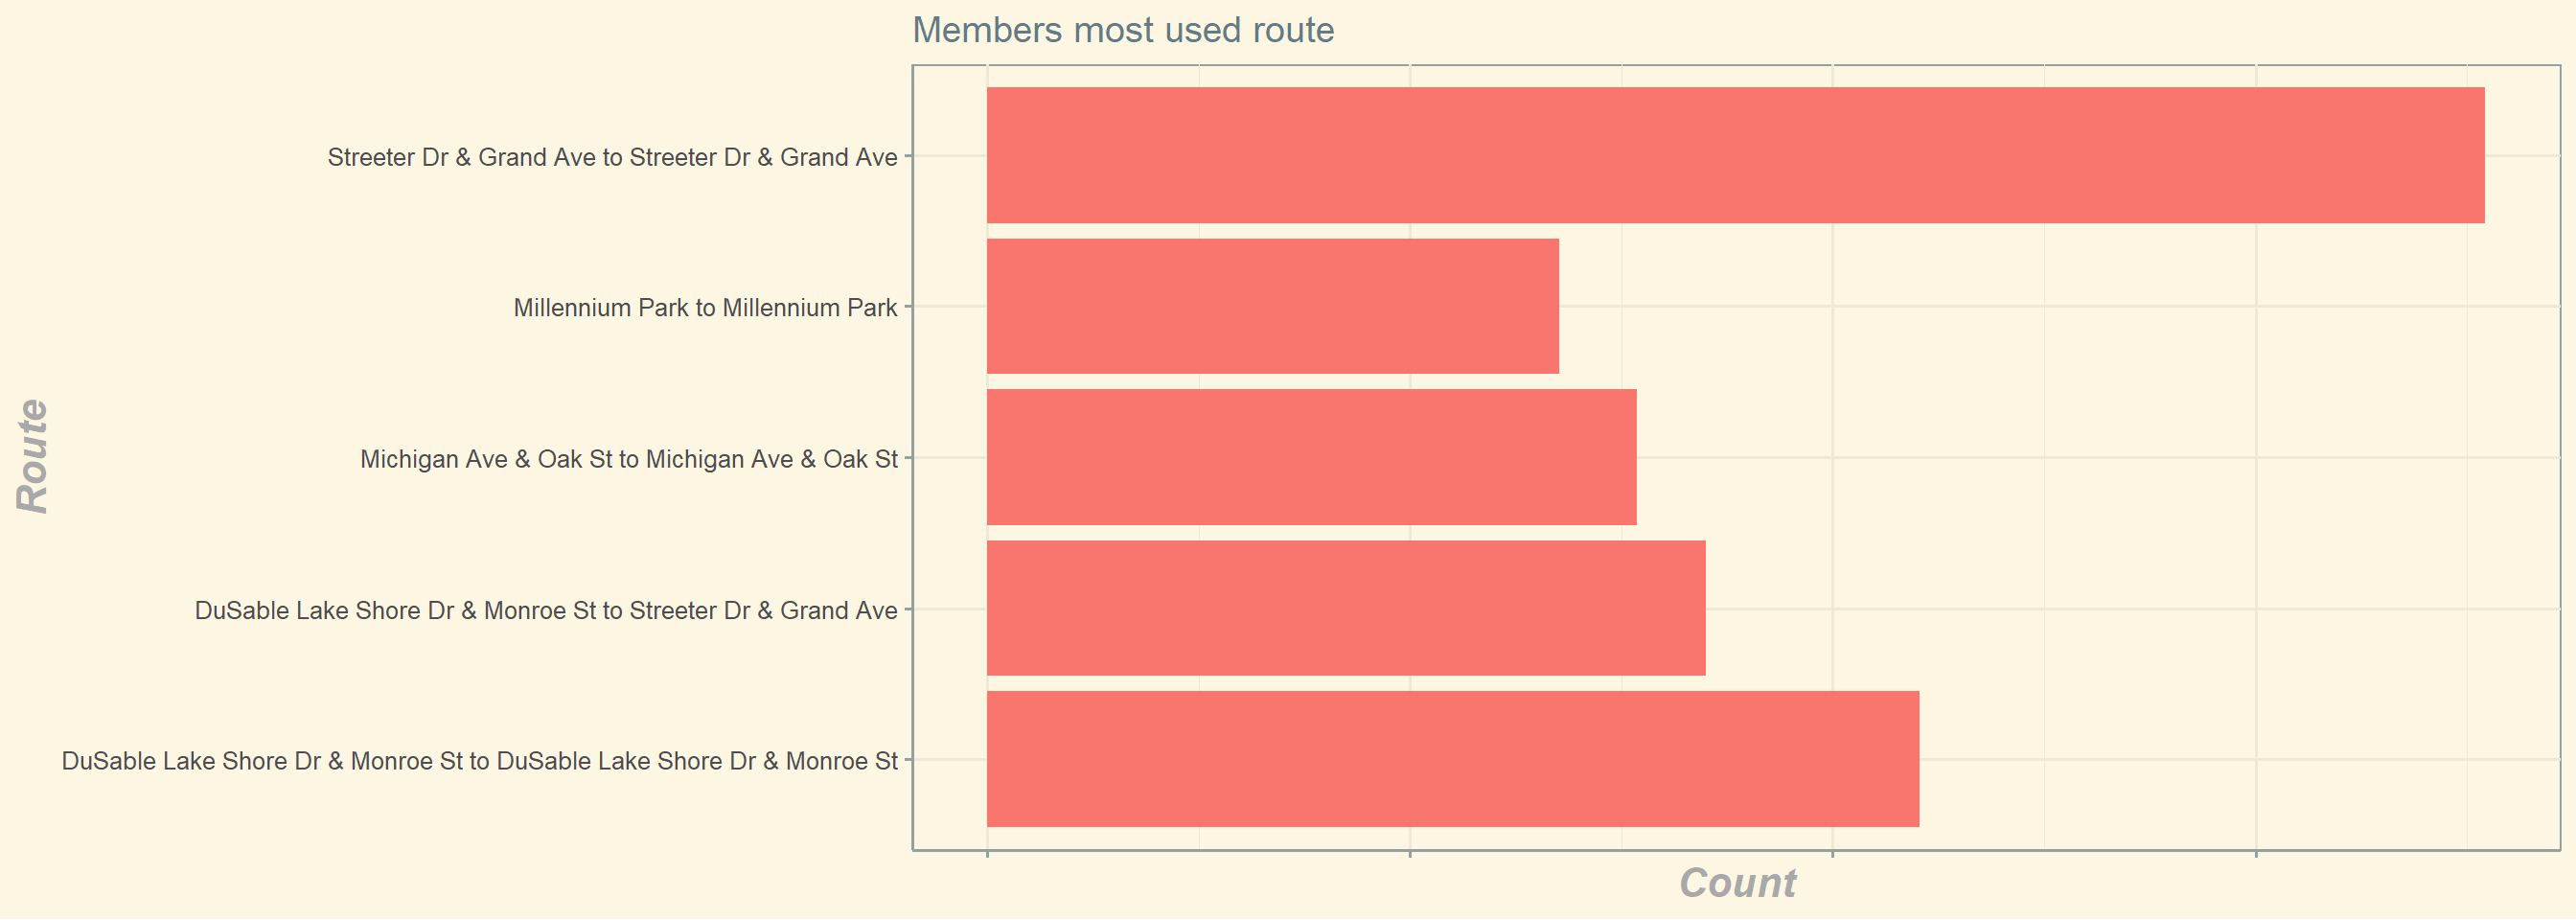 Members most used route
Streeter Dr & Grand Ave to Streeter Dr & Grand Ave
Millennium Park to Millennium Park
Michigan Ave & Oak St to Michigan Ave & Oak St
DuSable Lake Shore Dr & Monroe St to Streeter Dr & Grand Ave
DuSable Lake Shore Dr & Monroe St to DuSable Lake Shore Dr & Monroe St
Route
Count